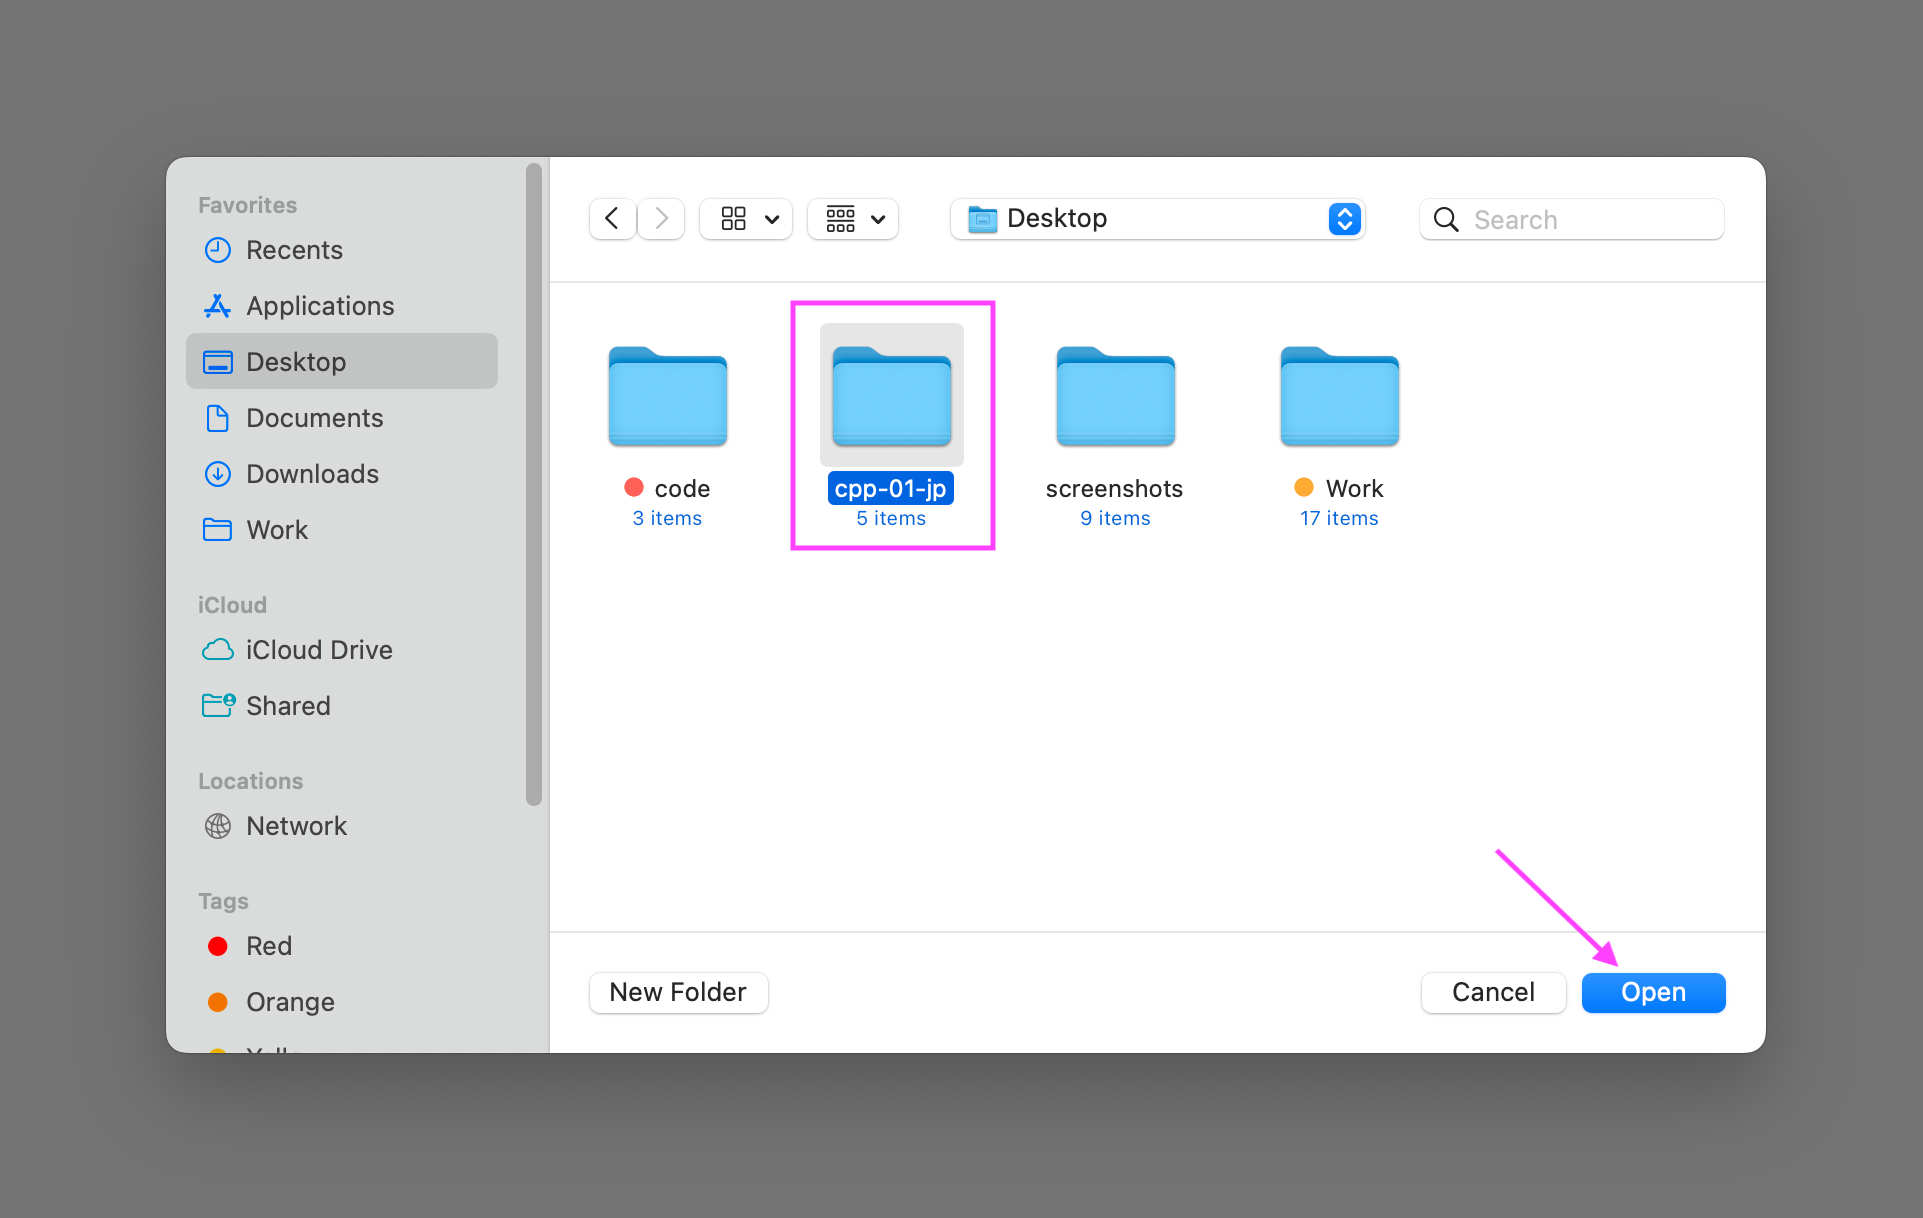 Favorites
Recents
Applications
Desktop
Documents
Downloads
Work
iCloud
iCloud Drive
Shared
Locations
Network
Tags
Red
Orange
Desktop
Search
code
3 items
cpp-01-jp
5 items
screenshots
9 items
Work
17 items
New Folder
Cancel
Open